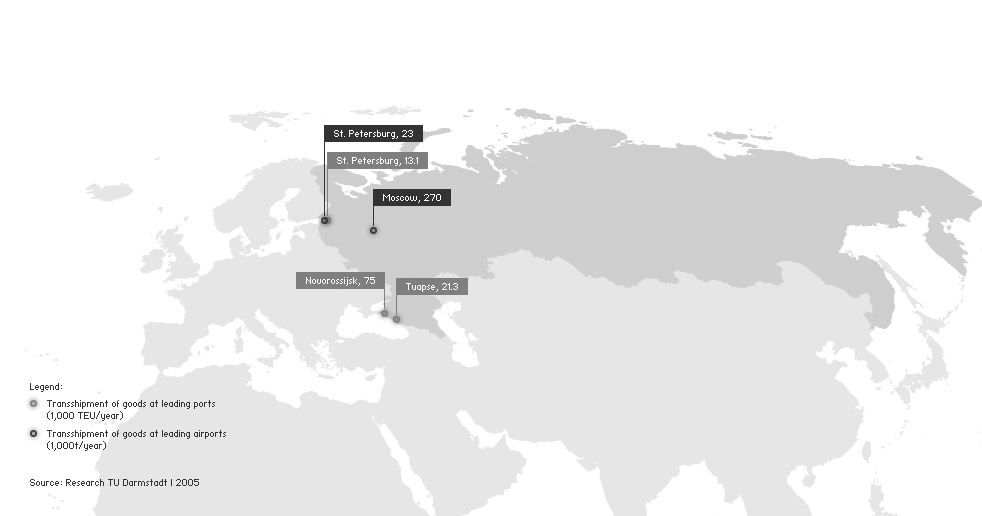 St. Petersburg, 23
St. Petersburg, 13.1
Moscow, 270
Novorossijsk, 75
Tuapse, 21.3
Legend:
Transshipment of goods at leading ports
(1,000 TEU/year)
Transshipment of goods at leading airports
(1,000t/year)
Source: Research TU Darmstadt | 2005